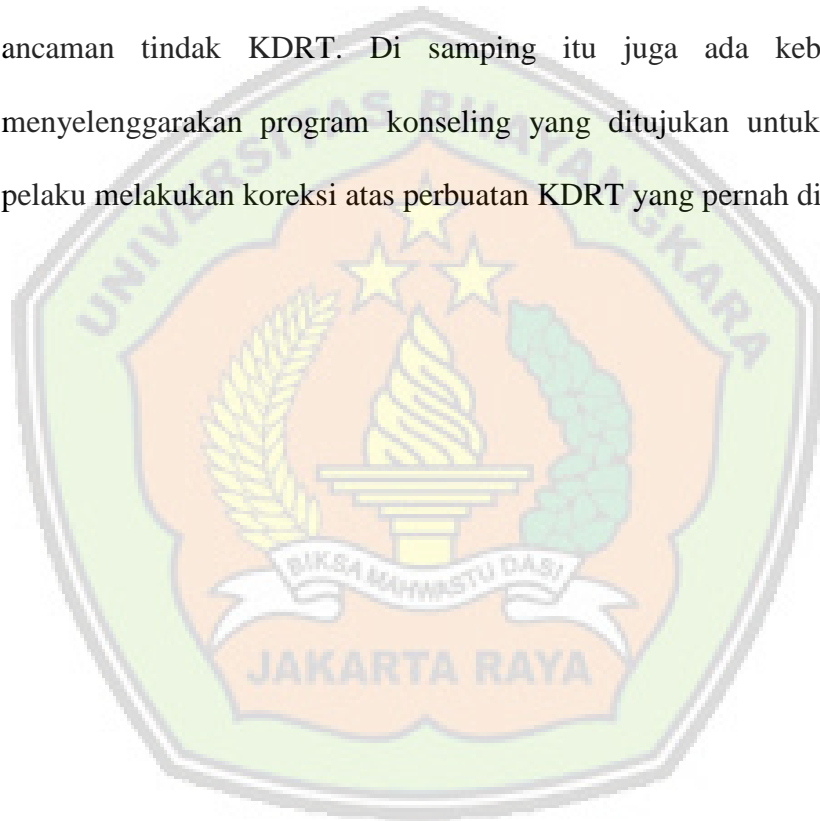 ancaman tindak KDRT. Di samping itu juga ada keb
menyelenggarakan program konseling yang ditujukan untuk
pelaku melakukan koreksi atas perbuatan KDRT yang pernah di
UNIVERSITAS BHAYANGKARA
BIKSA MAHWASTU DASI
JAKARTA RAYA